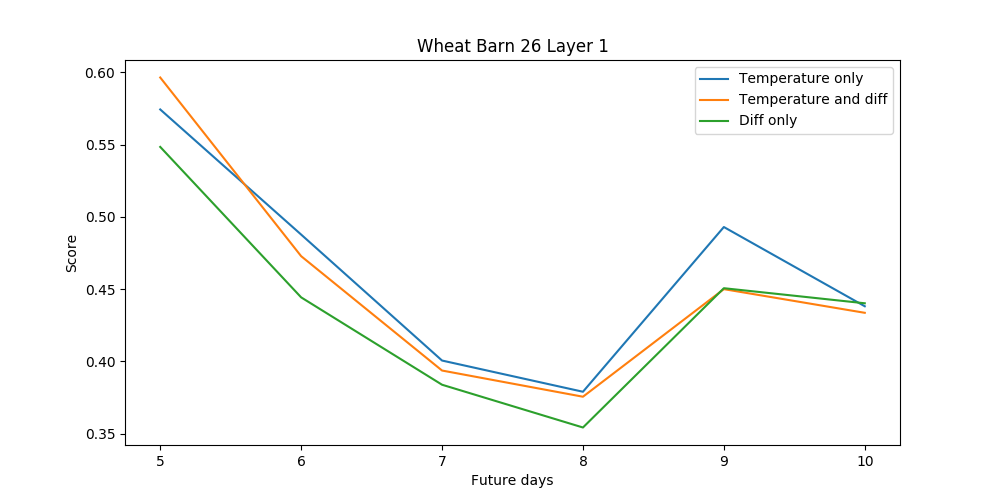 Wheat Barn 26 Layer 1
Temperature only
Temperature and diff
Diff only
Score
0.60
0.55
0.50
0.45
0.40
0.35
5 6 7 8 9 10
Future days